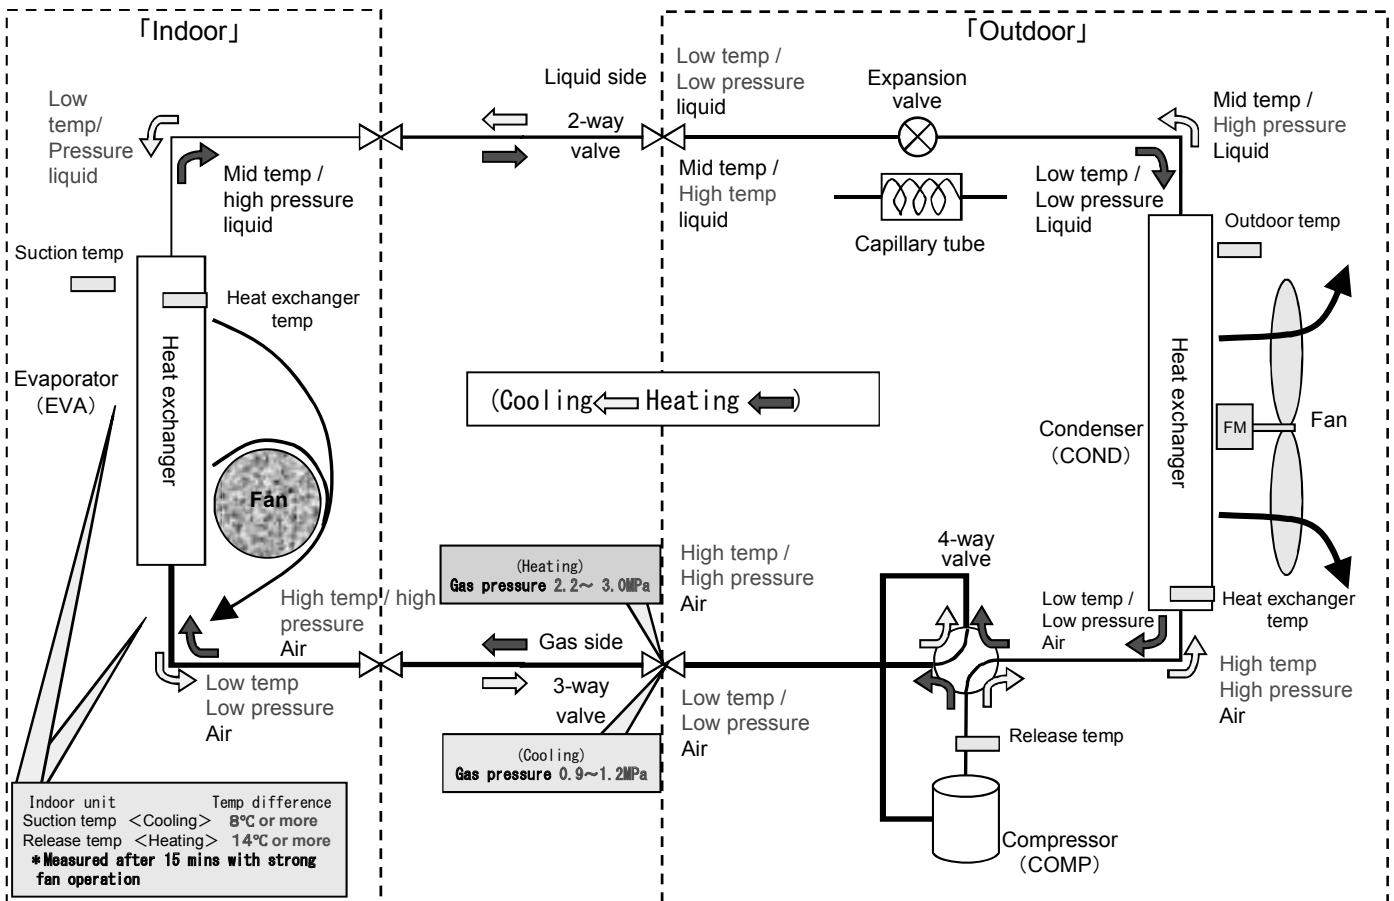 「Indoor」
「Outdoor」
Low
temp/
Pressure
liquid
Mid temp /
high pressure
liquid
Liquid side
2-way
valve
Low temp /
Low pressure
liquid
Mid temp /
High temp
liquid
Expansion
valve
Capillary tube
Mid temp /
High pressure
Liquid
Low temp /
Low pressure
Liquid
Outdoor temp
Suction temp
Heat exchanger
temp
Heat exchanger
Evaporator
(EVA)
Fan
(Cooling Heating )
Condenser
(COND)
Heat exchanger
FM
Fan
Heat exchanger
temp
(Heating)
Gas pressure 2.2~ 3.0MPa
High temp /
High pressure
Air
4-way
valve
Low temp /
Low pressure
Air
High temp
High pressure
Air
High temp / high
pressure
Air
Low temp
Low pressure
Air
Gas side
3-way
valve
Low temp /
Low pressure
Air
(Cooling)
Gas pressure 0.9~1.2MPa
Release temp
Compressor
(COMP)
Indoor unit Temp difference
Suction temp <Cooling> 8℃ or more
Release temp <Heating> 14℃ or more
*Measured after 15 mins with strong
fan operation